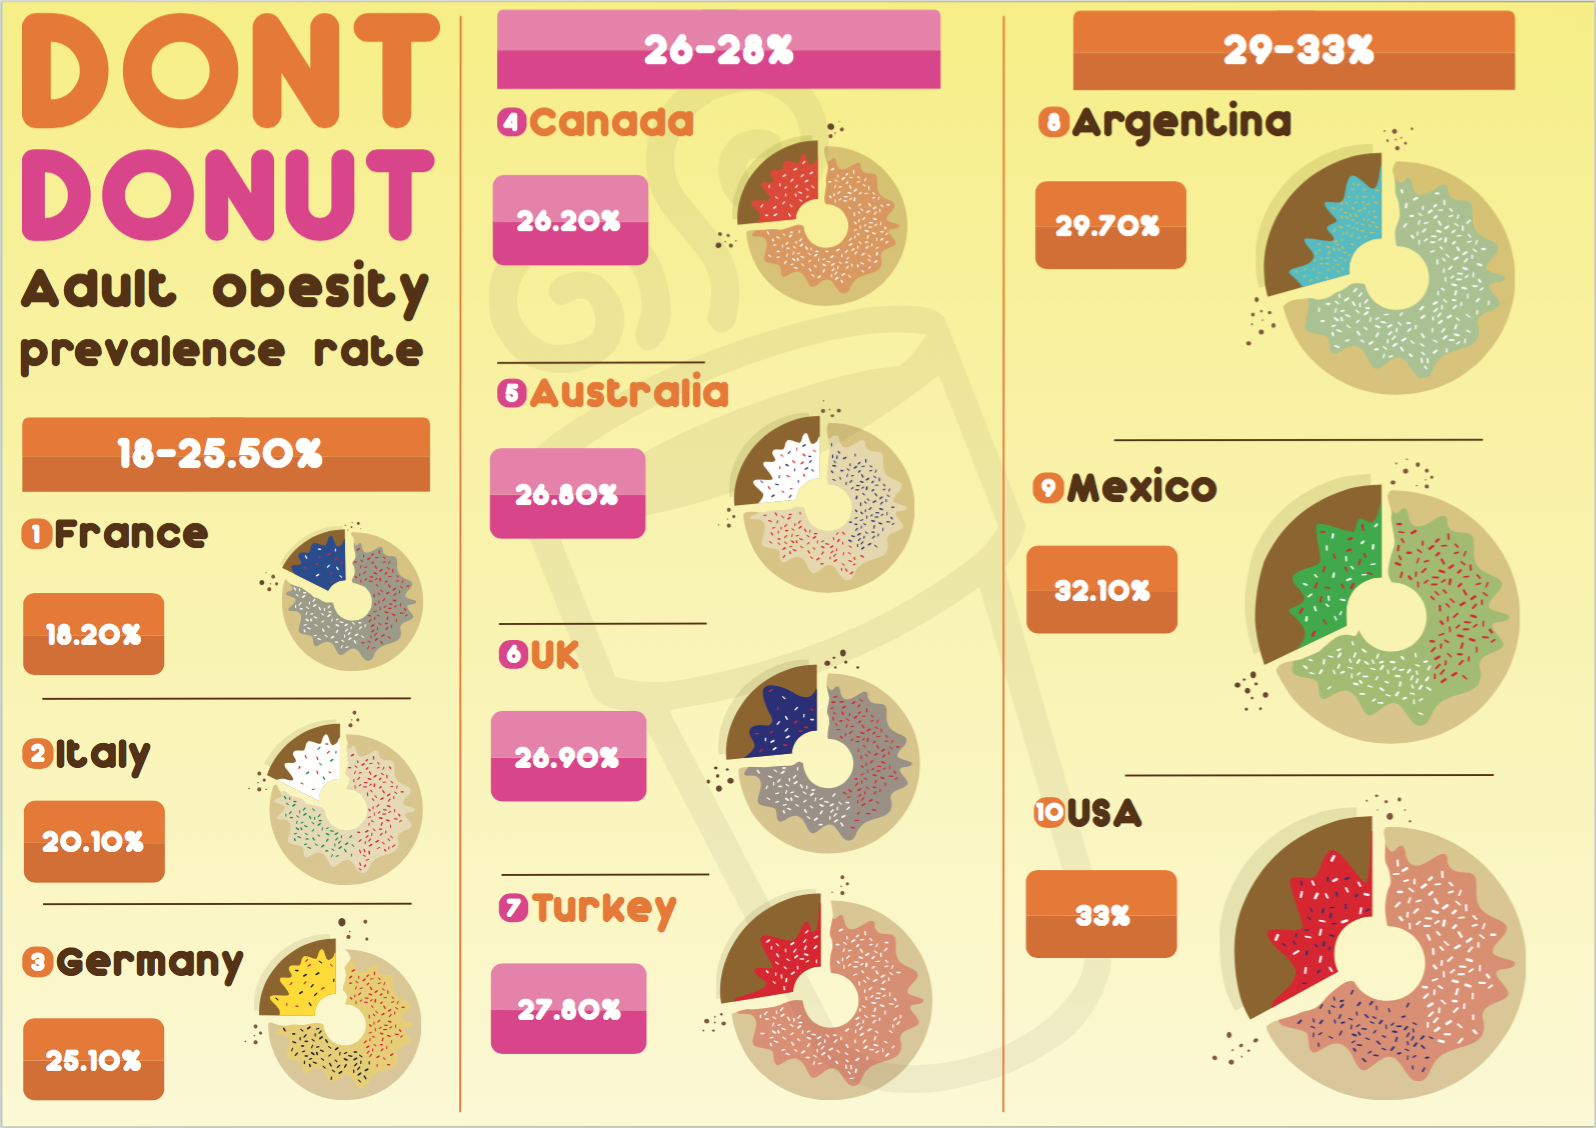 DONT
DONUT
Adult obesity
prevalence rate
18-25.50%
1 France
18.20%
2 Italy
20.10%
3 Germany
25.10%
26-28%
4 Canada
26.20%
5 Australia
26.80%
6 UK
26.90%
7 Turkey
27.80%
29-33%
8 Argentina
29.70%
9 Mexico
32.10%
10 USA
33%